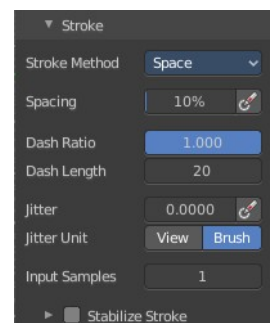 Stroke
Stroke Method Space
Spacing 10%
Dash Ratio 1.000
Dash Length 20
Jitter 0.0000
Jitter Unit View Brush
Input Samples 1
Stabilize Stroke